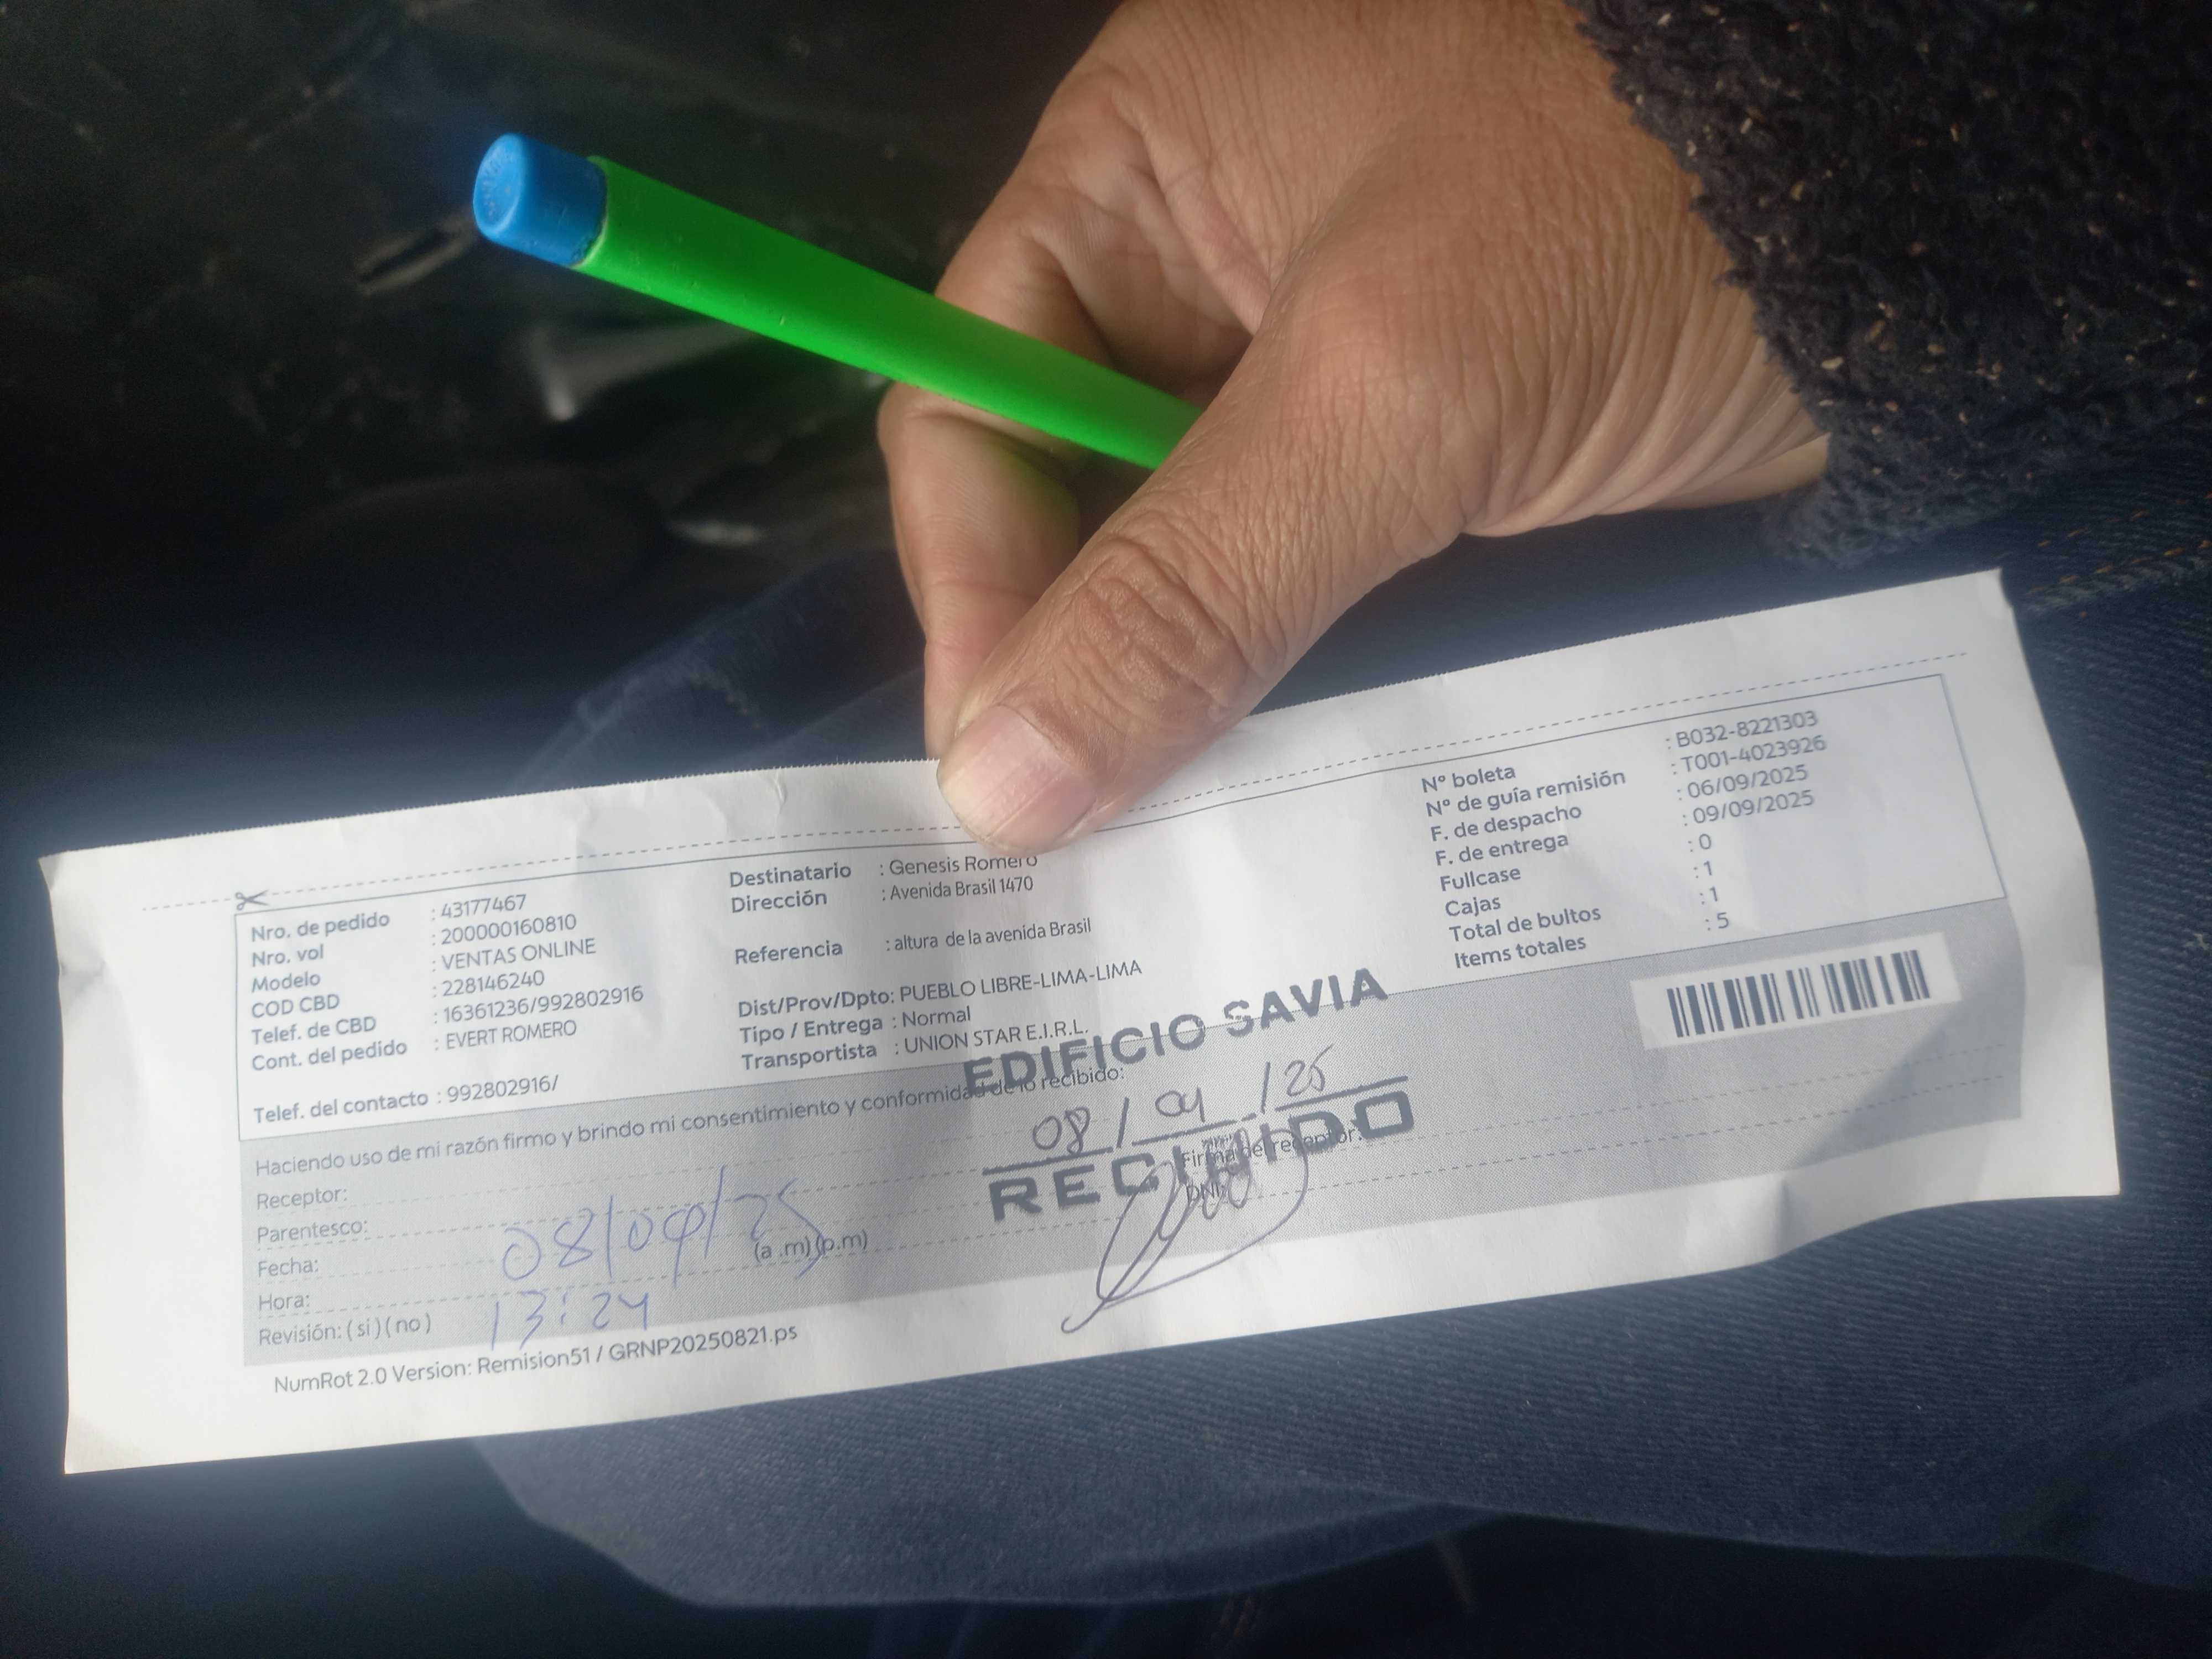 Nro. de pedido : 43177467
Nro. vol : 200000160810
Modelo : VENTAS ONLINE
COD CBD : 228146240
Telef. de CBD : 16361236/992802916
Cont. del pedido : EVERT ROMERO
Telef. del contacto : 992802916/
Destinatario : Genesis Romero
Dirección : Avenida Brasil 1470
Referencia : altura de la avenida Brasil
Dist/Prov/Dpto: PUEBLO LIBRE-LIMA-LIMA
Tipo / Entrega : Normal
Transportista : UNION STAR E.I.R.L.
Nº boleta : B032-8221303
Nº de guía remisión : T001-4023926
F. de despacho : 06/09/2025
F. de entrega : 09/09/2025
Fullcase : 0
Cajas : 1
Total de bultos : 1
Items totales : 5
Haciendo uso de mi razón firmo y brindo mi consentimiento y conformidad de lo recibido:
EDIFICIO SAVIA
08/09/25
RECIBIDO
Firma del receptor:
DNI:
Receptor:
Parentesco:
Fecha: 08/09/25
Hora: 13:24 (a .m) (p.m)
Revisión: ( si ) ( no )
NumRot 2.0 Version: Remision51 / GRNP20250821.ps